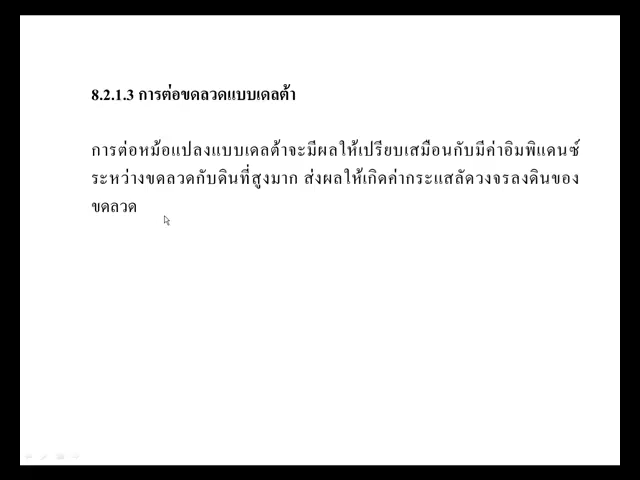 8.2.1.3 การต่อขดลวดแบบเดลต้า
การต่อหม้อแปลงแบบเดลต้าจะมีผลให้เปรียบเสมือนกับมีค่าอิมพิแดนซ์
ระหว่างขดลวดกับดินที่สูงมาก ส่งผลให้เกิดค่ากระแสลัดวงจรลงดินของ
ขดลวด